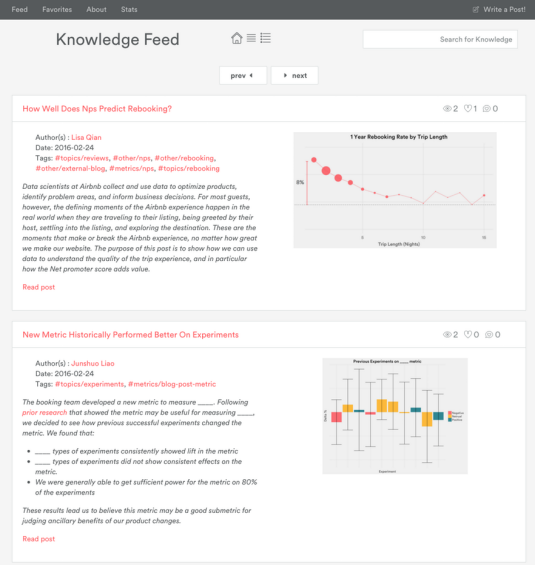 Feed Favorites About Stats Write a Post!
Knowledge Feed
Search for Knowledge
prev next
How Well Does Nps Predict Rebooking? 2 1 0
Author(s) : Lisa Qian
Date: 2016-02-24
Tags: #topics/reviews, #other/nps, #other/rebooking,
#other/external-blog, #metrics/nps, #topics/rebooking
Data scientists at Airbnb collect and use data to optimize products,
identify problem areas, and inform business decisions. For most guests,
however, the defining moments of the Airbnb experience happen in the
real world when they are traveling to their listing, being greeted by their
host, settling into the listing, and exploring the destination. These are the
moments that make or break the Airbnb experience, no matter how great
we make our website. The purpose of this post is to show how we can use
data to understand the quality of the trip experience, and in particular
how the Net promoter score adds value.
Read post
1 Year Rebooking Rate by Trip Length
8%
5 10 15
Trip Length (Nights)
New Metric Historically Performed Better On Experiments 2 0 0
Author(s) : Junshuo Liao
Date: 2016-02-24
Tags: #topics/experiments, #metrics/blog-post-metric
The booking team developed a new metric to measure ____. Following
prior research that showed the metric may be useful for measuring ____,
we decided to see how previous successful experiments changed the
metric. We found that:
• ____ types of experiments consistently showed lift in the metric
• ____ types of experiments did not show consistent effects on the
metric.
• We were generally able to get sufficient power for the metric on 80%
of the experiments
These results lead us to believe this metric may be a good submetric for
judging ancillary benefits of our product changes.
Read post
Previous Experiments on ____ metric
Delta %
Negative
Neutral
Positive
Experiment